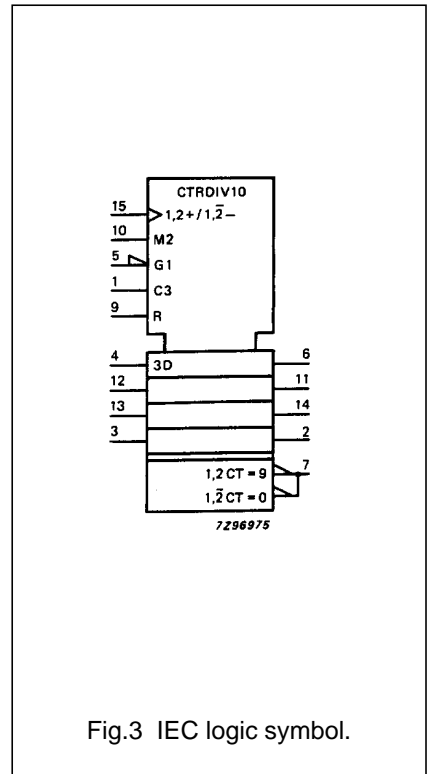 CTRDIV10
15 1,2+/1,2̅−
10 M2
5 G1
1 C3
9 R
4 3D 6
12 11
13 14
3 2
1,2 CT = 9 7
1,2̅ CT = 0
7Z96975
Fig.3 IEC logic symbol.